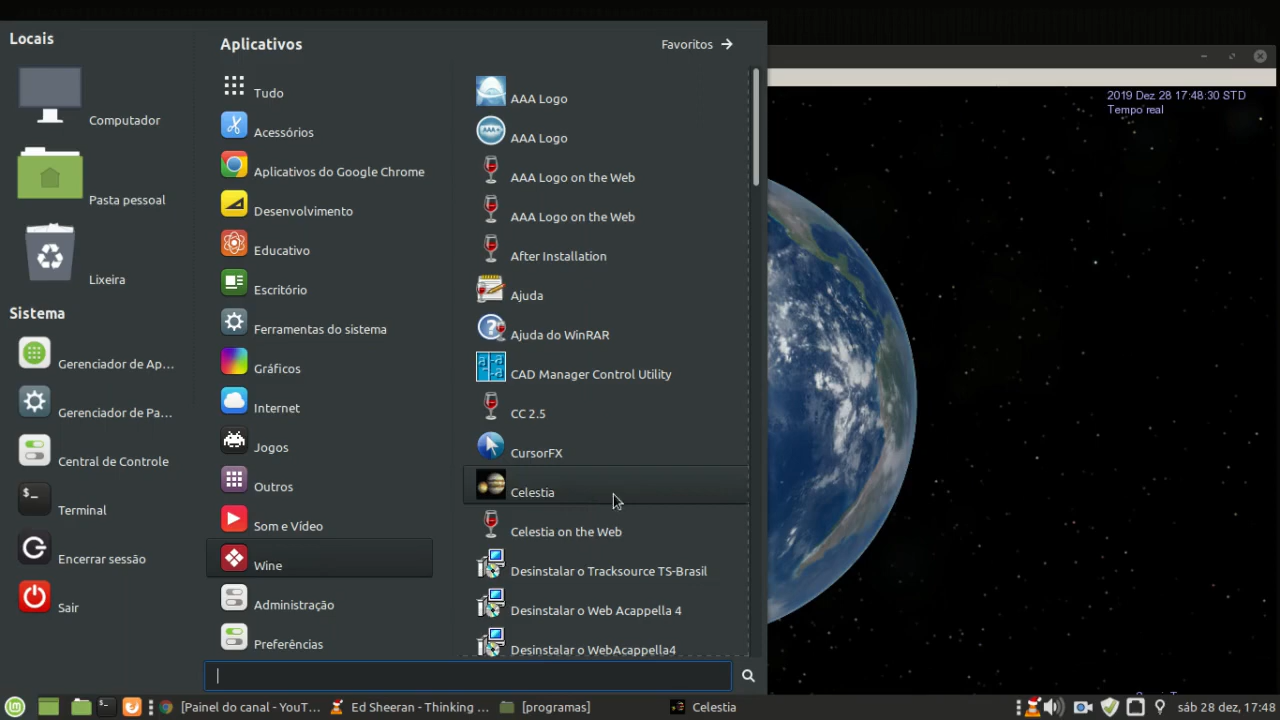 Locais
Computador
Pasta pessoal
Lixeira
Sistema
Gerenciador de Ap...
Gerenciador de Pa...
Central de Controle
Terminal
Encerrar sessão
Sair
Aplicativos
Favoritos
Tudo
Acessórios
Aplicativos do Google Chrome
Desenvolvimento
Educativo
Escritório
Ferramentas do sistema
Gráficos
Internet
Jogos
Outros
Som e Vídeo
Wine
Administração
Preferências
AAA Logo
AAA Logo
AAA Logo on the Web
AAA Logo on the Web
After Installation
Ajuda
Ajuda do WinRAR
CAD Manager Control Utility
CC 2.5
CursorFX
Celestia
Celestia on the Web
Desinstalar o Tracksource TS-Brasil
Desinstalar o Web Acappella 4
Desinstalar o WebAcappella4
2019 Dez 28 17:48:30 STD
Tempo real
[Painel do canal - YouT...
Ed Sheeran - Thinking ...
[programas]
Celestia
sáb 28 dez, 17:48